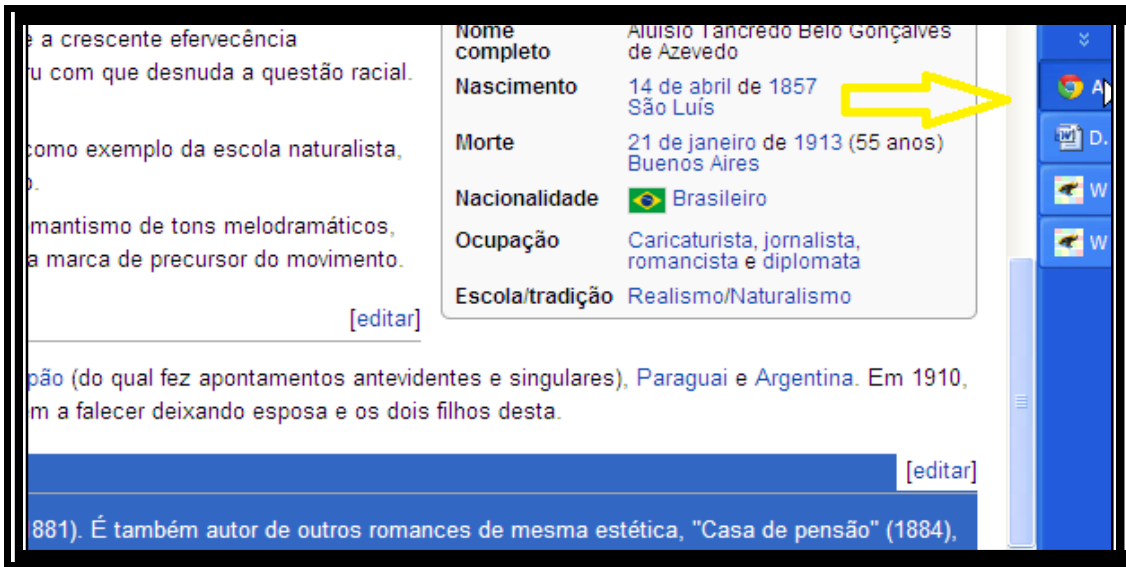 e a crescente efervecência
ru com que desnuda a questão racial.
como exemplo da escola naturalista,
o.
omantismo de tons melodramáticos,
a marca de precursor do movimento.
[editar]
Nome completo Aluísio Tancredo Belo Gonçalves
de Azevedo
Nascimento 14 de abril de 1857
São Luís
Morte 21 de janeiro de 1913 (55 anos)
Buenos Aires
Nacionalidade Brasileiro
Ocupação Caricaturista, jornalista,
romancista e diplomata
Escola/tradição Realismo/Naturalismo
pão (do qual fez apontamentos antevidentes e singulares), Paraguai e Argentina. Em 1910,
m a falecer deixando esposa e os dois filhos desta.
[editar]
881). É também autor de outros romances de mesma estética, "Casa de pensão" (1884),
A
D.
W
W